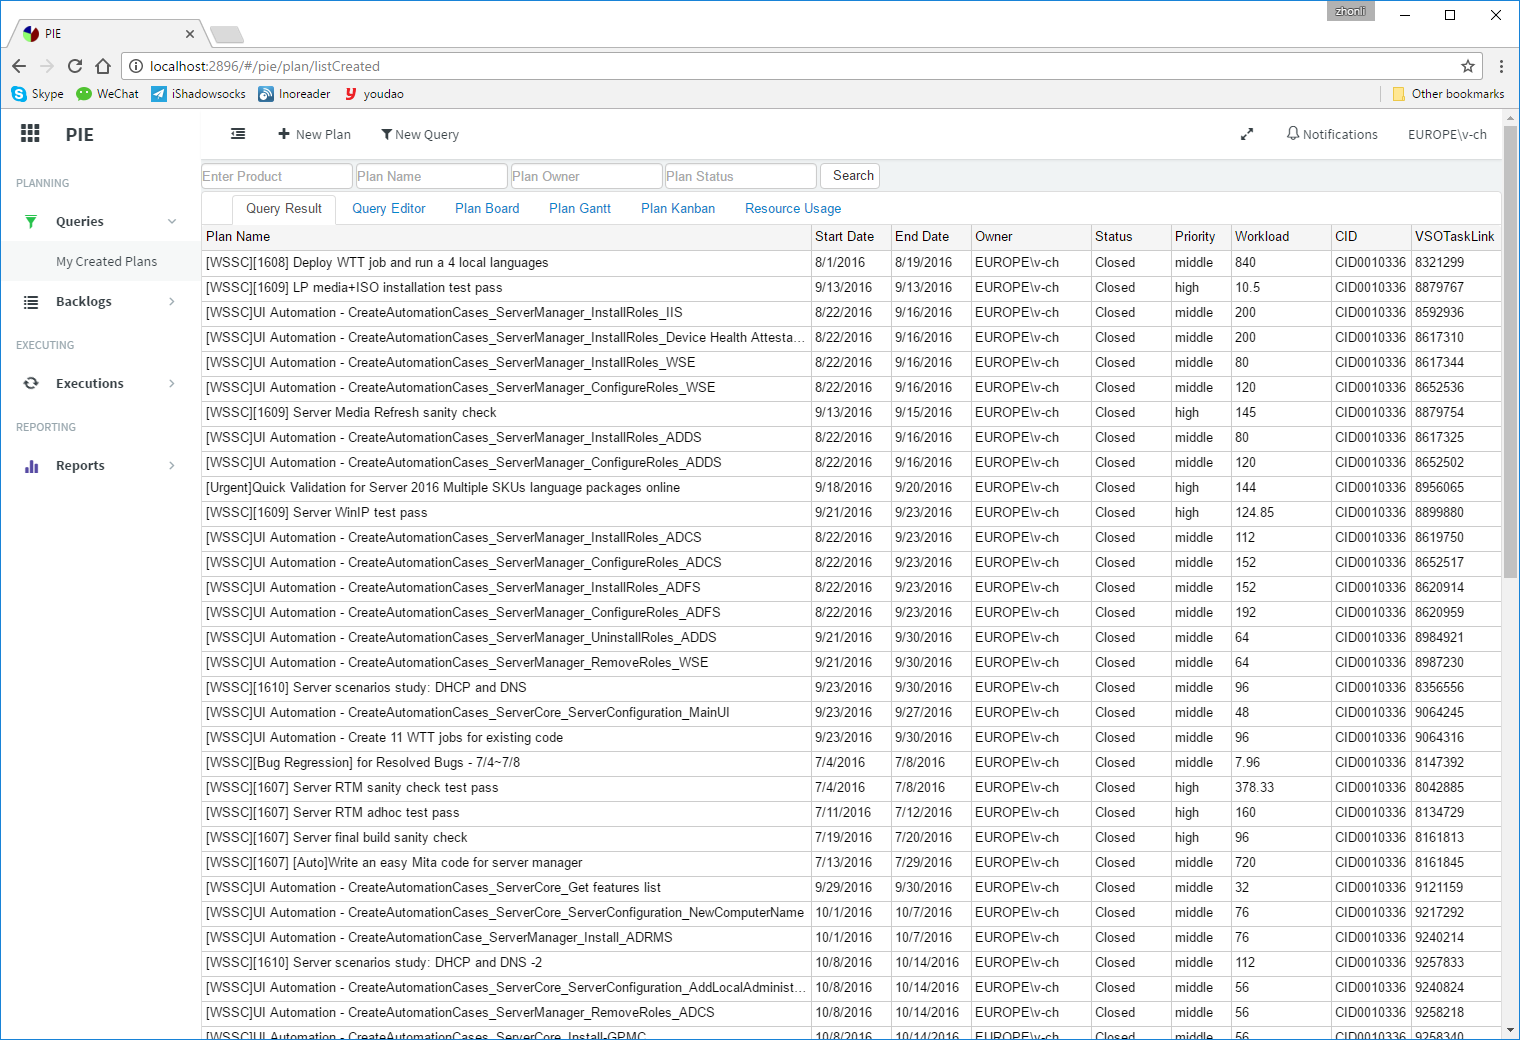 zhonli
PIE
localhost:2896/#/pie/plan/listCreated
Skype WeChat iShadowsocks Inoreader youdao Other bookmarks
PIE New Plan New Query Notifications EUROPE\v-ch
PLANNING
Queries
My Created Plans
Backlogs
EXECUTING
Executions
REPORTING
Reports
Enter Product Plan Name Plan Owner Plan Status Search
Query Result Query Editor Plan Board Plan Gantt Plan Kanban Resource Usage
Plan Name Start Date End Date Owner Status Priority Workload CID VSOTaskLink
[WSSC][1608] Deploy WTT job and run a 4 local languages 8/1/2016 8/19/2016 EUROPE\v-ch Closed middle 840 CID0010336 8321299
[WSSC][1609] LP media+ISO installation test pass 9/13/2016 9/13/2016 EUROPE\v-ch Closed high 10.5 CID0010336 8879767
[WSSC]UI Automation - CreateAutomationCases_ServerManager_InstallRoles_IIS 8/22/2016 9/16/2016 EUROPE\v-ch Closed middle 200 CID0010336 8592936
[WSSC]UI Automation - CreateAutomationCases_ServerManager_InstallRoles_Device Health Attesta... 8/22/2016 9/16/2016 EUROPE\v-ch Closed middle 200 CID0010336 8617310
[WSSC]UI Automation - CreateAutomationCases_ServerManager_InstallRoles_WSE 8/22/2016 9/16/2016 EUROPE\v-ch Closed middle 80 CID0010336 8617344
[WSSC]UI Automation - CreateAutomationCases_ServerManager_ConfigureRoles_WSE 8/22/2016 9/16/2016 EUROPE\v-ch Closed middle 120 CID0010336 8652536
[WSSC][1609] Server Media Refresh sanity check 9/13/2016 9/15/2016 EUROPE\v-ch Closed high 145 CID0010336 8879754
[WSSC]UI Automation - CreateAutomationCases_ServerManager_InstallRoles_ADDS 8/22/2016 9/16/2016 EUROPE\v-ch Closed middle 80 CID0010336 8617325
[WSSC]UI Automation - CreateAutomationCases_ServerManager_ConfigureRoles_ADDS 8/22/2016 9/16/2016 EUROPE\v-ch Closed middle 120 CID0010336 8652502
[Urgent]Quick Validation for Server 2016 Multiple SKUs language packages online 9/18/2016 9/20/2016 EUROPE\v-ch Closed high 144 CID0010336 8956065
[WSSC][1609] Server WinIP test pass 9/21/2016 9/23/2016 EUROPE\v-ch Closed high 124.85 CID0010336 8899880
[WSSC]UI Automation - CreateAutomationCases_ServerManager_InstallRoles_ADCS 8/22/2016 9/23/2016 EUROPE\v-ch Closed middle 112 CID0010336 8619750
[WSSC]UI Automation - CreateAutomationCases_ServerManager_ConfigureRoles_ADCS 8/22/2016 9/23/2016 EUROPE\v-ch Closed middle 152 CID0010336 8652517
[WSSC]UI Automation - CreateAutomationCases_ServerManager_InstallRoles_ADFS 8/22/2016 9/23/2016 EUROPE\v-ch Closed middle 152 CID0010336 8620914
[WSSC]UI Automation - CreateAutomationCases_ServerManager_ConfigureRoles_ADFS 8/22/2016 9/23/2016 EUROPE\v-ch Closed middle 192 CID0010336 8620959
[WSSC]UI Automation - CreateAutomationCases_ServerManager_UninstallRoles_ADDS 9/21/2016 9/30/2016 EUROPE\v-ch Closed middle 64 CID0010336 8984921
[WSSC]UI Automation - CreateAutomationCases_ServerManager_RemoveRoles_WSE 9/21/2016 9/30/2016 EUROPE\v-ch Closed middle 64 CID0010336 8987230
[WSSC][1610] Server scenarios study: DHCP and DNS 9/23/2016 9/30/2016 EUROPE\v-ch Closed middle 96 CID0010336 8356556
[WSSC]UI Automation - CreateAutomationCases_ServerCore_ServerConfiguration_MainUI 9/23/2016 9/27/2016 EUROPE\v-ch Closed middle 48 CID0010336 9064245
[WSSC]UI Automation - Create 11 WTT jobs for existing code 9/23/2016 9/30/2016 EUROPE\v-ch Closed middle 96 CID0010336 9064316
[WSSC][Bug Regression] for Resolved Bugs - 7/4~7/8 7/4/2016 7/8/2016 EUROPE\v-ch Closed middle 7.96 CID0010336 8147392
[WSSC][1607] Server RTM sanity check test pass 7/4/2016 7/8/2016 EUROPE\v-ch Closed high 378.33 CID0010336 8042885
[WSSC][1607] Server RTM adhoc test pass 7/11/2016 7/12/2016 EUROPE\v-ch Closed high 160 CID0010336 8134729
[WSSC][1607] Server final build sanity check 7/19/2016 7/20/2016 EUROPE\v-ch Closed high 96 CID0010336 8161813
[WSSC][1607] [Auto]Write an easy Mita code for server manager 7/13/2016 7/29/2016 EUROPE\v-ch Closed middle 720 CID0010336 8161845
[WSSC]UI Automation - CreateAutomationCases_ServerCore_Get features list 9/29/2016 9/30/2016 EUROPE\v-ch Closed middle 32 CID0010336 9121159
[WSSC]UI Automation - CreateAutomationCases_ServerCore_ServerConfiguration_NewComputerName 10/1/2016 10/7/2016 EUROPE\v-ch Closed middle 76 CID0010336 9217292
[WSSC]UI Automation - CreateAutomationCase_ServerManager_Install_ADRMS 10/1/2016 10/7/2016 EUROPE\v-ch Closed middle 76 CID0010336 9240214
[WSSC][1610] Server scenarios study: DHCP and DNS -2 10/8/2016 10/14/2016 EUROPE\v-ch Closed middle 112 CID0010336 9257833
[WSSC]UI Automation - CreateAutomationCases_ServerCore_ServerConfiguration_AddLocalAdminist... 10/8/2016 10/14/2016 EUROPE\v-ch Closed middle 56 CID0010336 9240824
[WSSC]UI Automation - CreateAutomationCases_ServerManager_RemoveRoles_ADCS 10/8/2016 10/14/2016 EUROPE\v-ch Closed middle 56 CID0010336 9258218
[WSSC]UI Automation - CreateAutomationCases_ServerCore_Install-GPMC 10/8/2016 10/14/2016 EUROPE\v-ch Closed middle 56 CID0010336 9258340